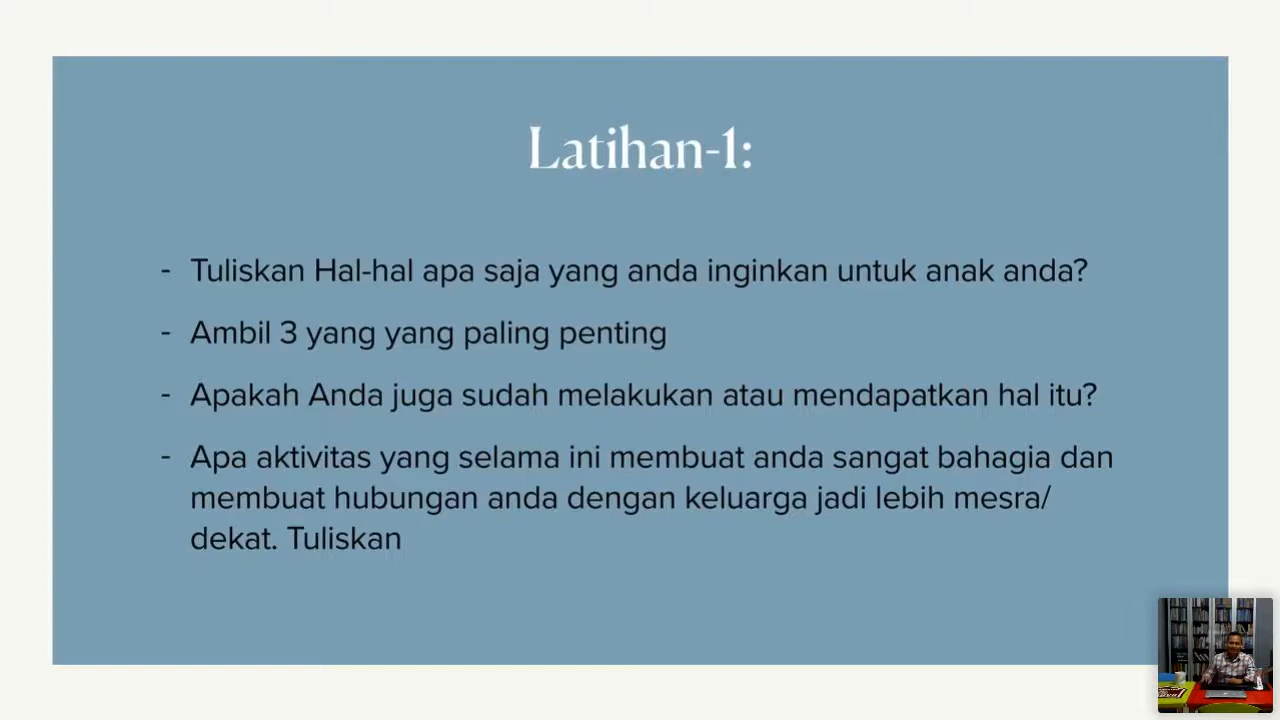 Latihan-1:
- Tuliskan Hal-hal apa saja yang anda inginkan untuk anak anda?
- Ambil 3 yang yang paling penting
- Apakah Anda juga sudah melakukan atau mendapatkan hal itu?
- Apa aktivitas yang selama ini membuat anda sangat bahagia dan
membuat hubungan anda dengan keluarga jadi lebih mesra/
dekat. Tuliskan